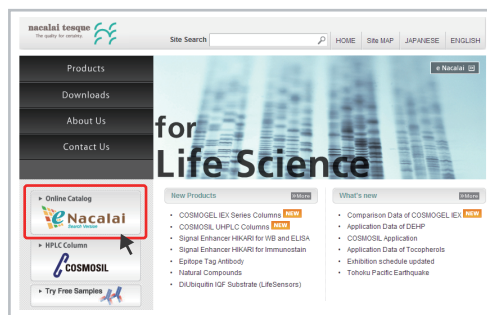 nacalai tesque
The quality for certainty
Site Search
HOME
Site MAP
JAPANESE
ENGLISH
Products
Downloads
About Us
Contact Us
e Nacalai
for
Life Science
Online Catalog
e Nacalai
Search Version
HPLC Column
COSMOSIL
Try Free Samples
New Products
More
COSMOGEL IEX Series Columns NEW
COSMOSIL UHPLC Columns NEW
Signal Enhancer HIKARI for WB and ELISA
Signal Enhancer HIKARI for Immunostain
Epitope Tag Antibody
Natural Compounds
DiUbiquitin IQF Substrate (LifeSensors)
What's new
More
Comparison Data of COSMOGEL IEX NEW
Application Data of DEHP
COSMOSIL Application
Application Data of Tocopherols
Exhibition schedule updated
Tohoku Pacific Earthquake